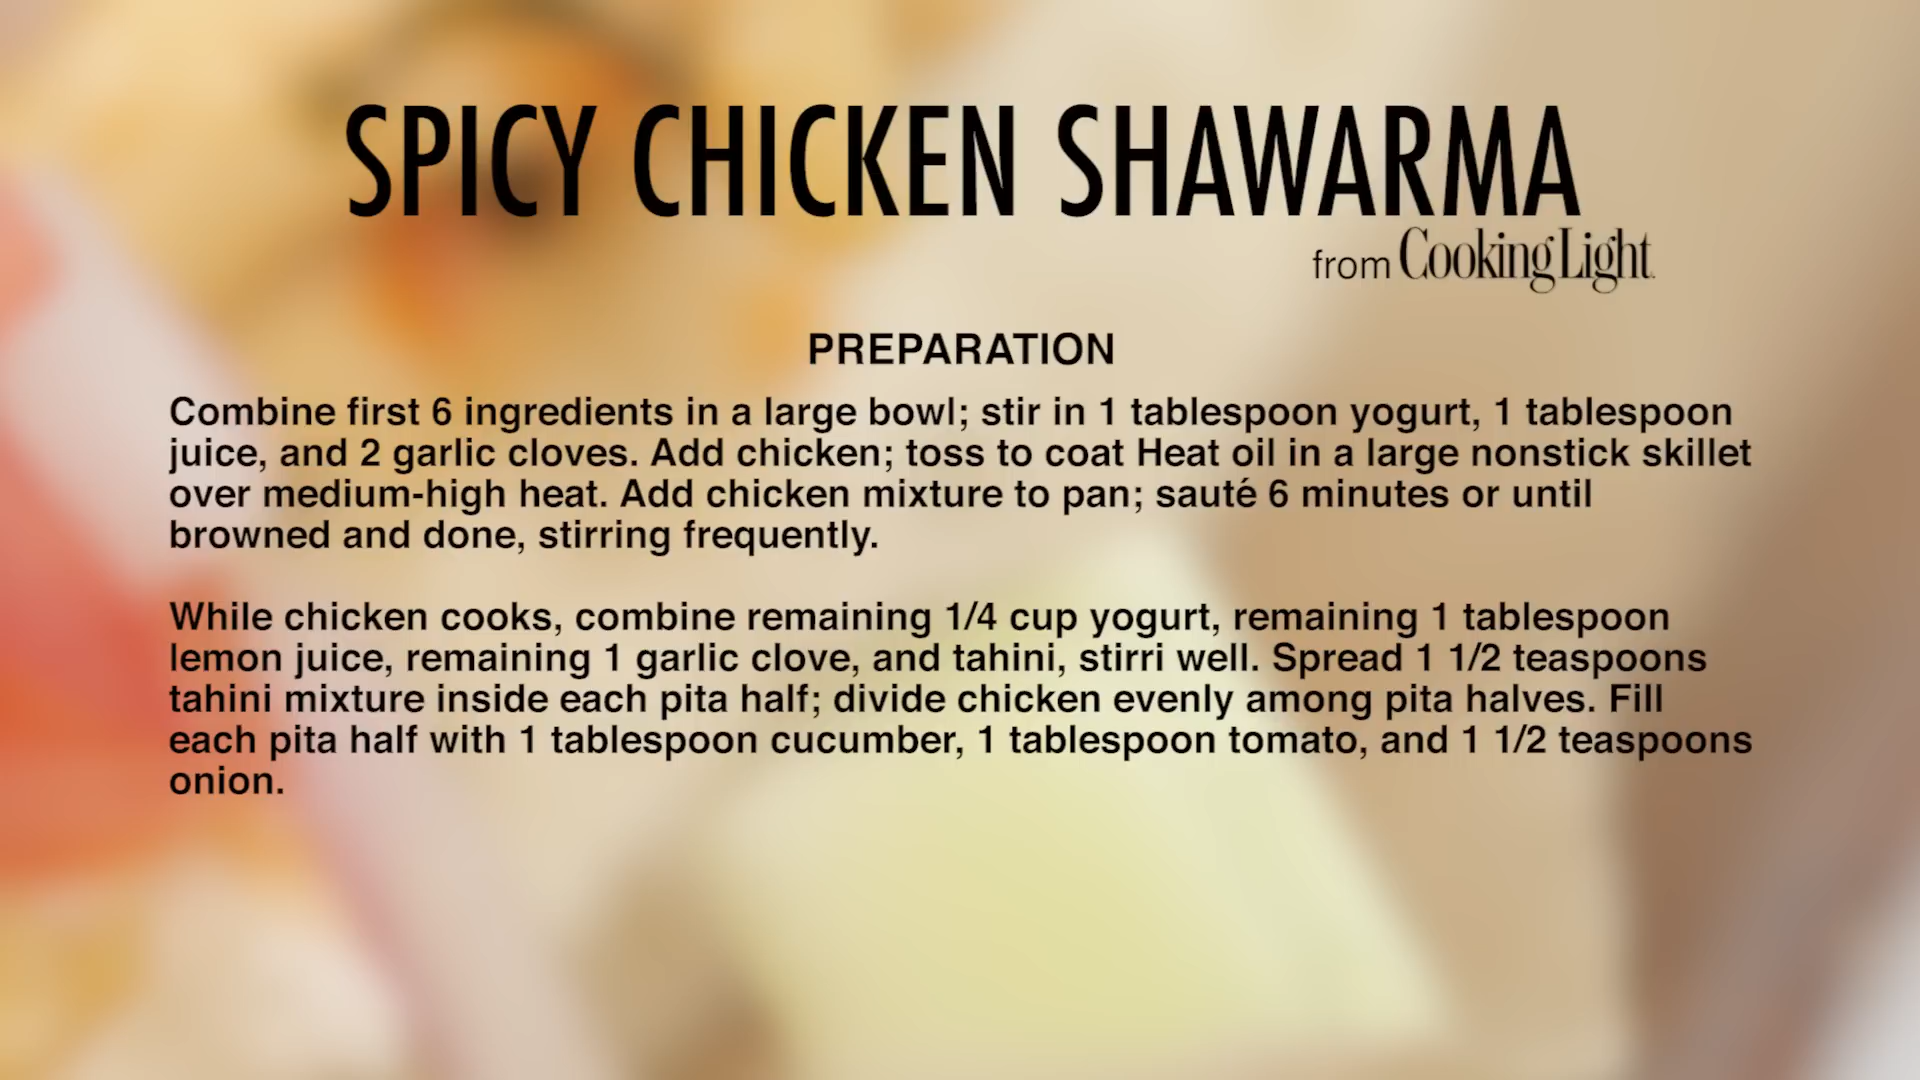 SPICY CHICKEN SHAWARMA
from Cooking Light
PREPARATION
Combine first 6 ingredients in a large bowl; stir in 1 tablespoon yogurt, 1 tablespoon
juice, and 2 garlic cloves. Add chicken; toss to coat Heat oil in a large nonstick skillet
over medium-high heat. Add chicken mixture to pan; sauté 6 minutes or until
browned and done, stirring frequently.
While chicken cooks, combine remaining 1/4 cup yogurt, remaining 1 tablespoon
lemon juice, remaining 1 garlic clove, and tahini, stirri well. Spread 1 1/2 teaspoons
tahini mixture inside each pita half; divide chicken evenly among pita halves. Fill
each pita half with 1 tablespoon cucumber, 1 tablespoon tomato, and 1 1/2 teaspoons
onion.